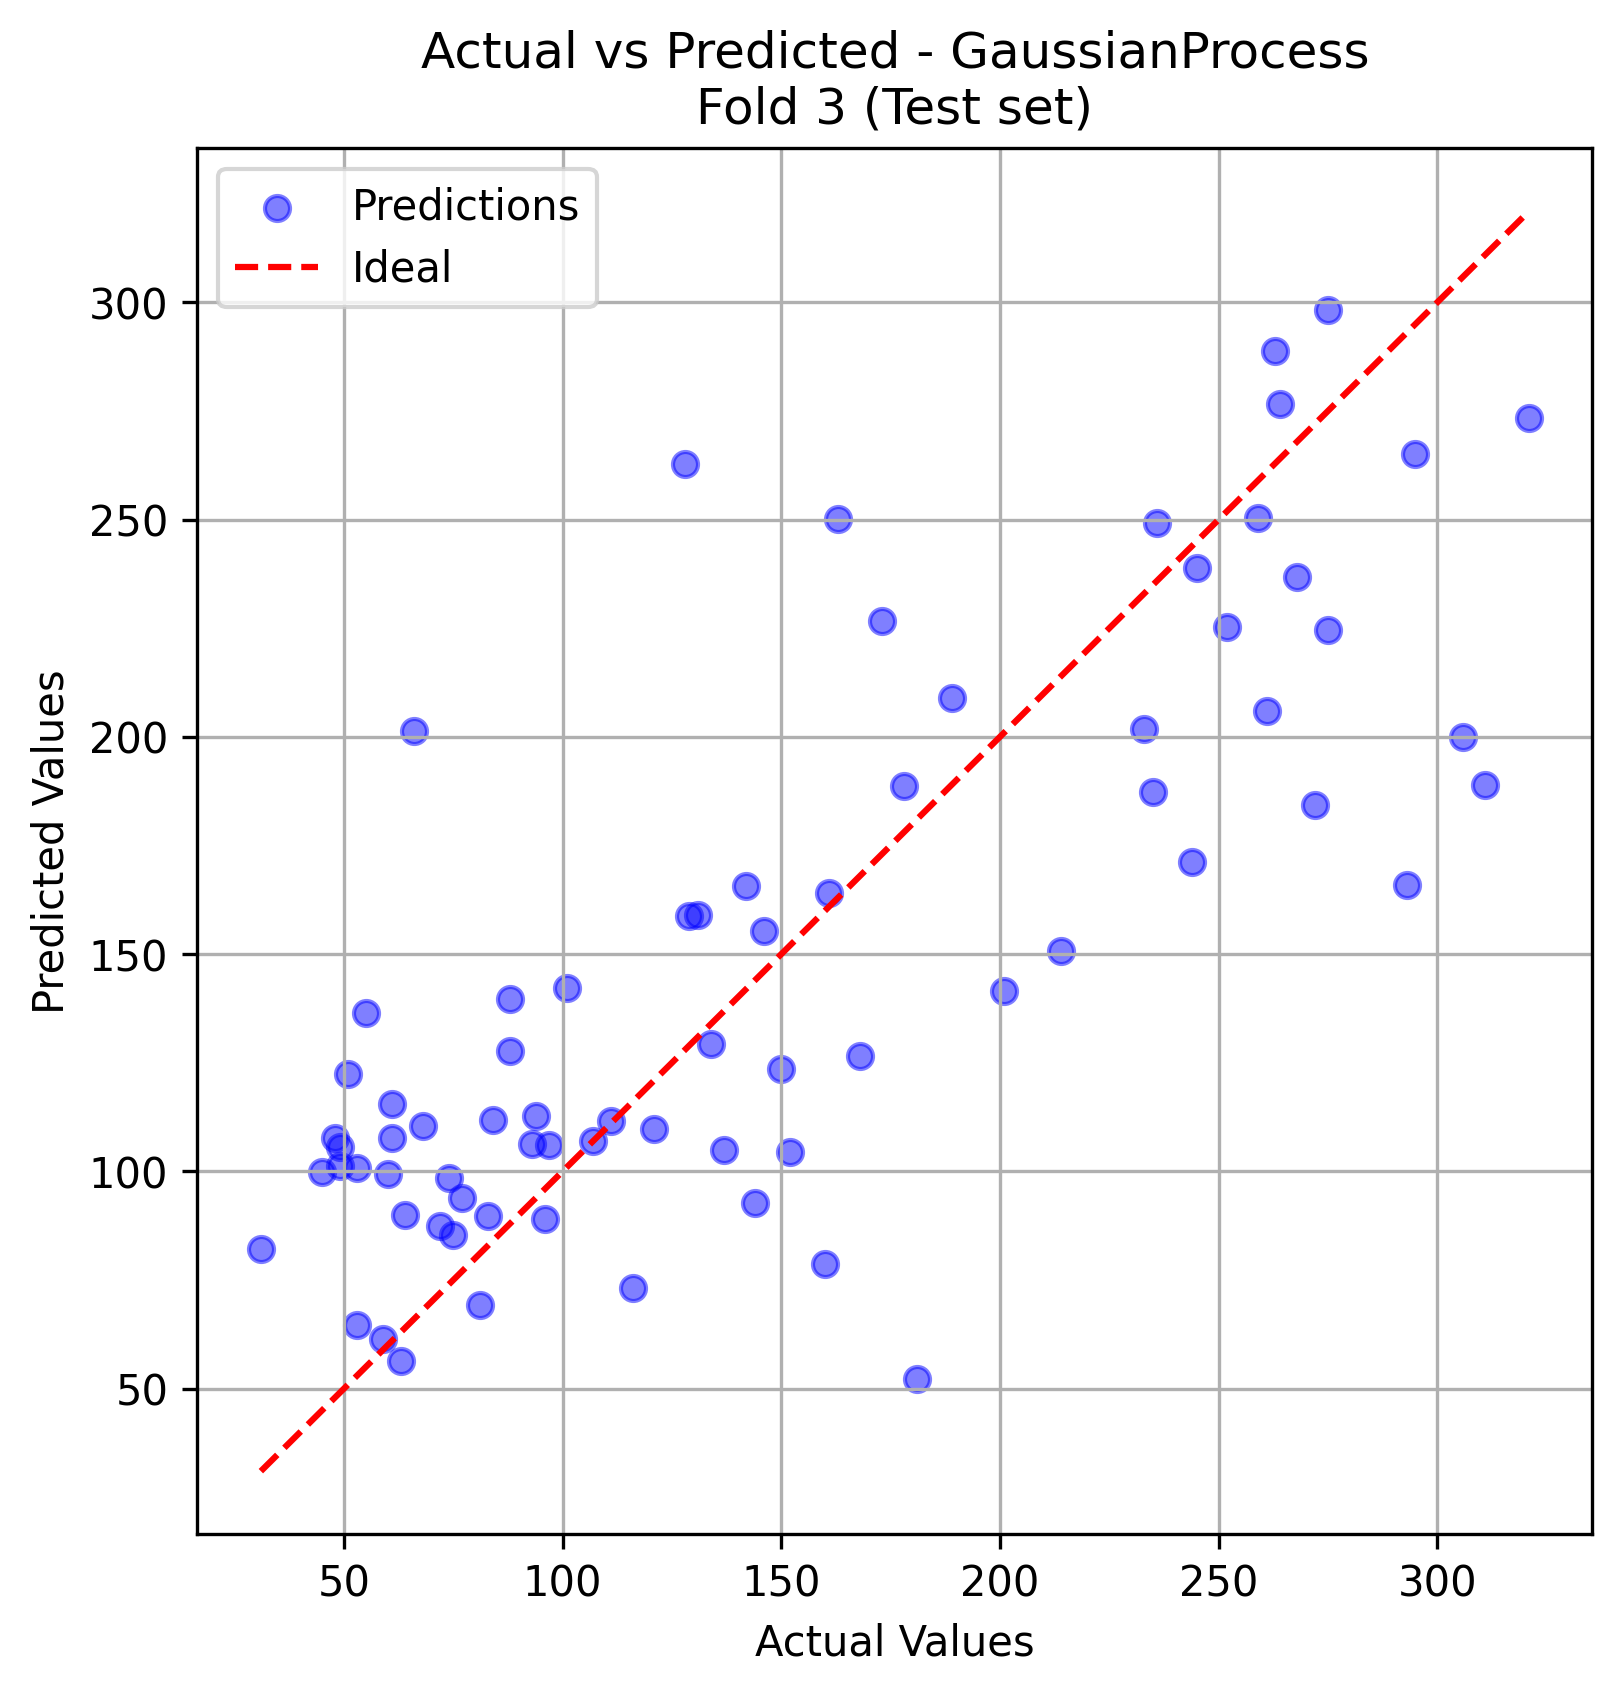 Actual vs Predicted - GaussianProcess
Fold 3 (Test set)
Predictions
Ideal
Predicted Values
300
250
200
150
100
50
50 100 150 200 250 300
Actual Values